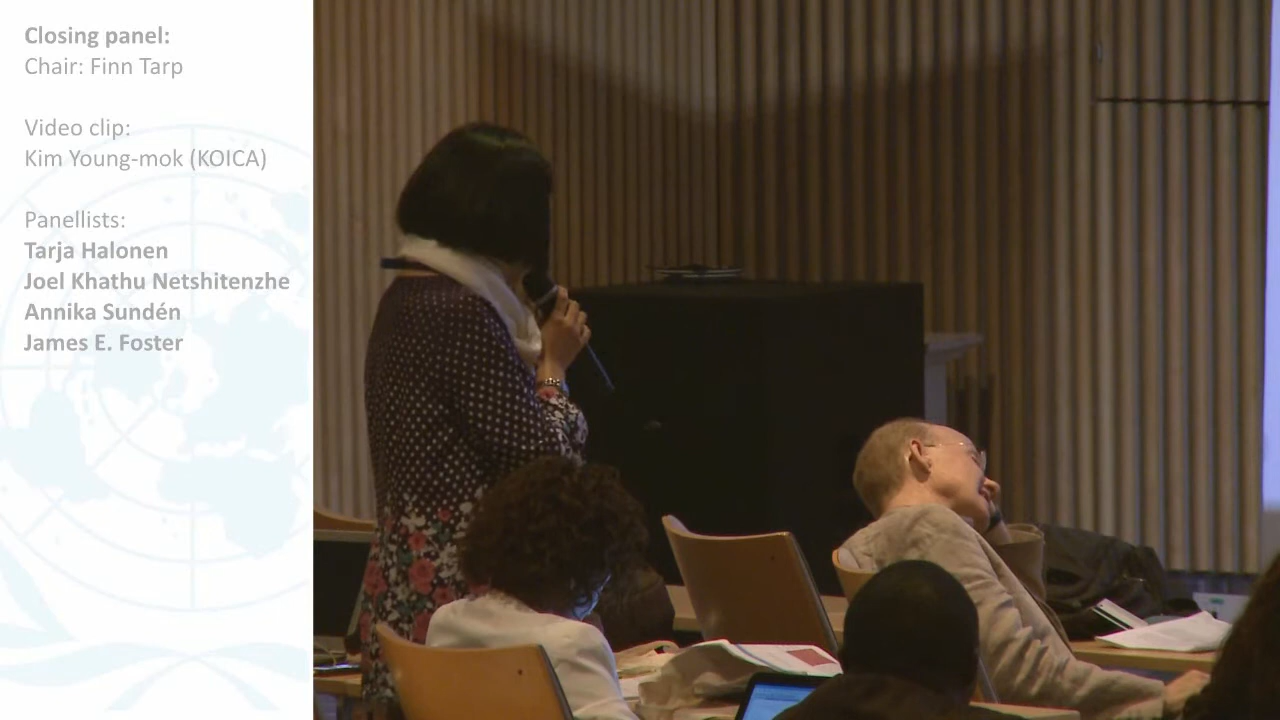 Closing panel:
Chair: Finn Tarp
Video clip:
Kim Young-mok (KOICA)
Panellists:
Tarja Halonen
Joel Khathu Netshitenzhe
Annika Sundén
James E. Foster